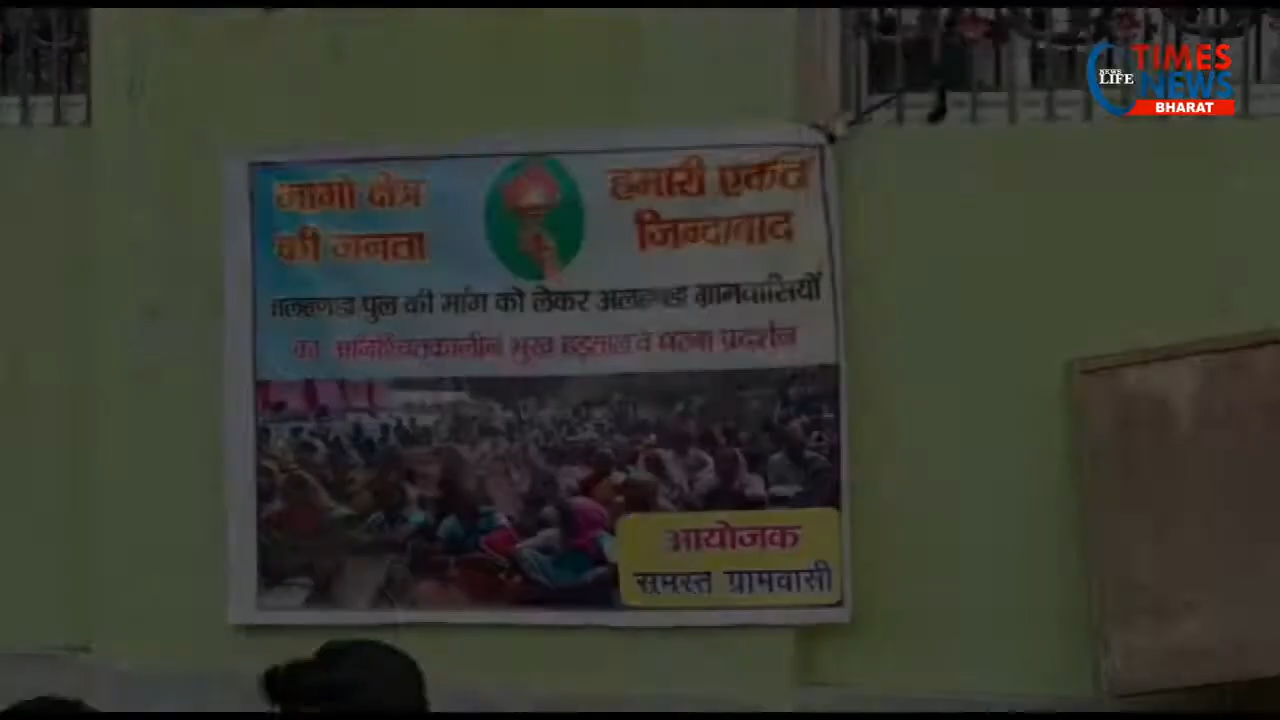 NEWS
LIFE
TIMES
NEWS
BHARAT
जागो क्षेत्र
की जनता
हमारी एकता
जिन्दाबाद
पुल की मांग को लेकर ग्रामवासियों
का अनिश्चितकालीन भुख हड़ताल व धरना प्रदर्शन
आयोजक
समस्त ग्रामवासी